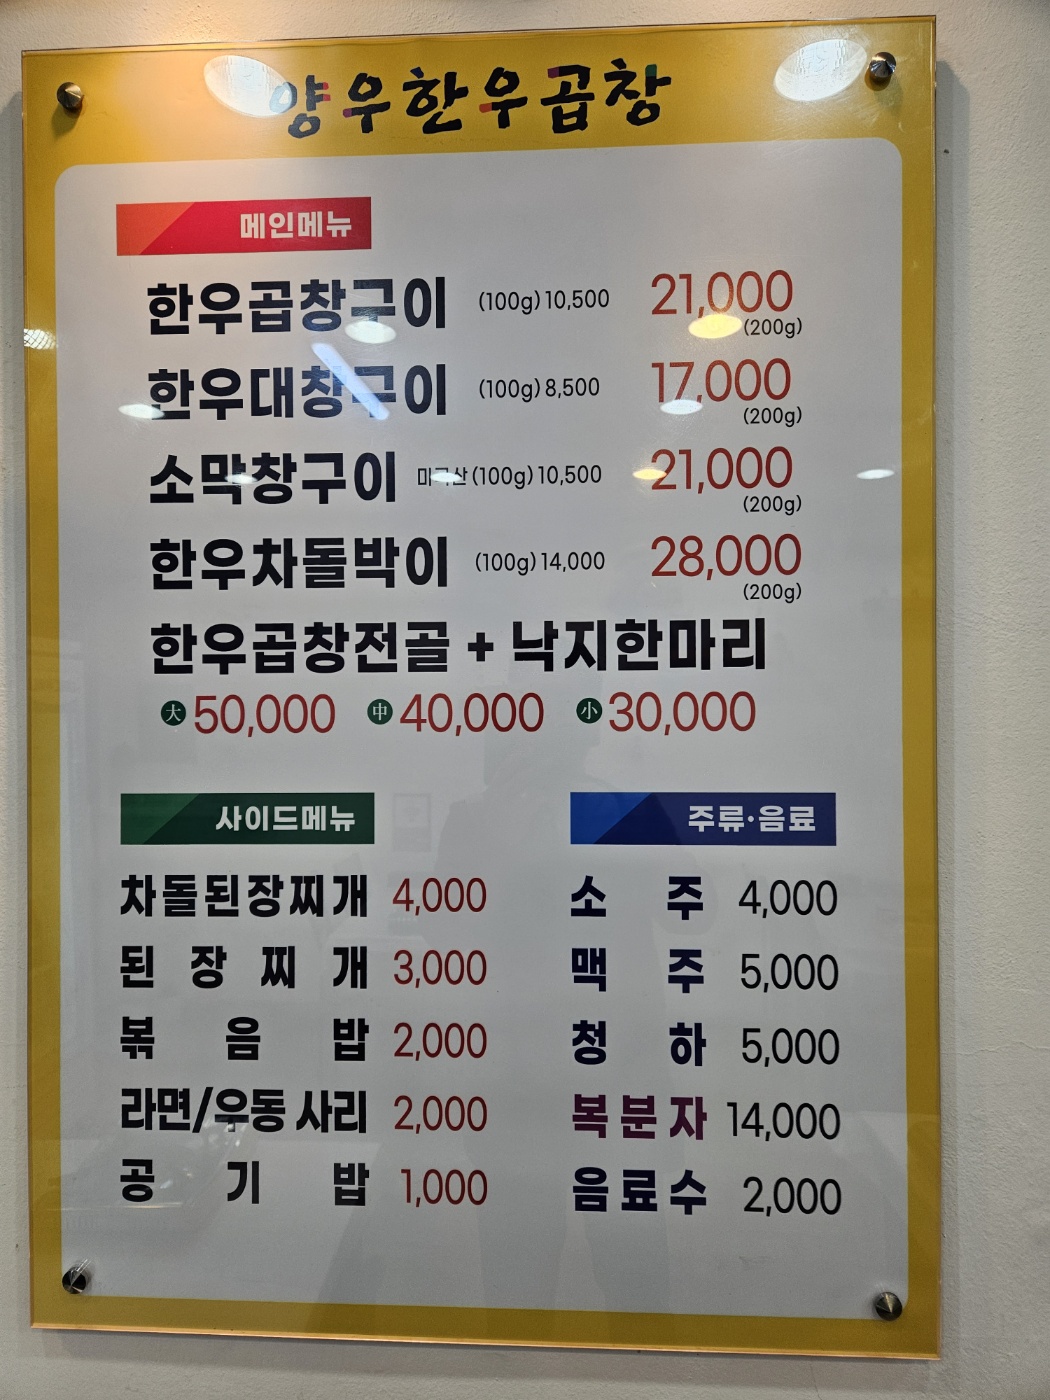 양우한우곱창
메인메뉴
한우곱창구이 (100g) 10,500 21,000 (200g)
한우대창구이 (100g) 8,500 17,000 (200g)
소막창구이 미국산 (100g) 10,500 21,000 (200g)
한우차돌박이 (100g) 14,000 28,000 (200g)
한우곱창전골 + 낙지한마리
大 50,000 中 40,000 小 30,000
사이드메뉴
차돌된장찌개 4,000
된장찌개 3,000
볶음밥 2,000
라면/우동 사리 2,000
공기밥 1,000
주류·음료
소주 4,000
맥주 5,000
청하 5,000
복분자 14,000
음료수 2,000